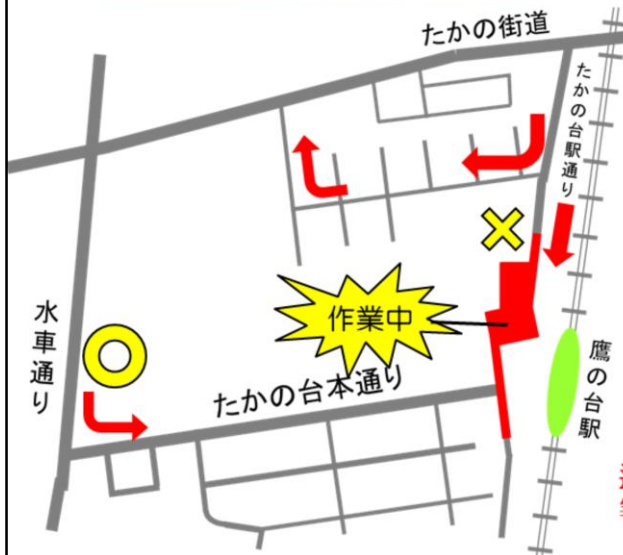 たかの街道
たかの台駅通り
水車通り
作業中
たかの台本通り
鷹の台駅